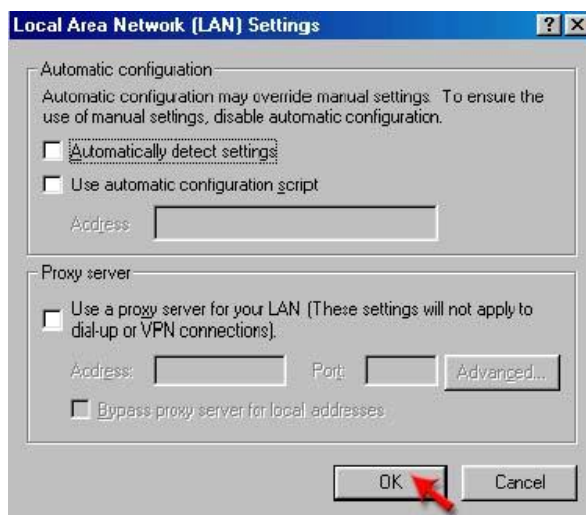 Local Area Network (LAN) Settings
Automatic configuration
Automatic configuration may override manual settings. To ensure the
use of manual settings, disable automatic configuration.
Automatically detect settings
Use automatic configuration script
Address
Proxy server
Use a proxy server for your LAN (These settings will not apply to
dial-up or VPN connections).
Address: Port: Advanced...
Bypass proxy server for local addresses
OK Cancel